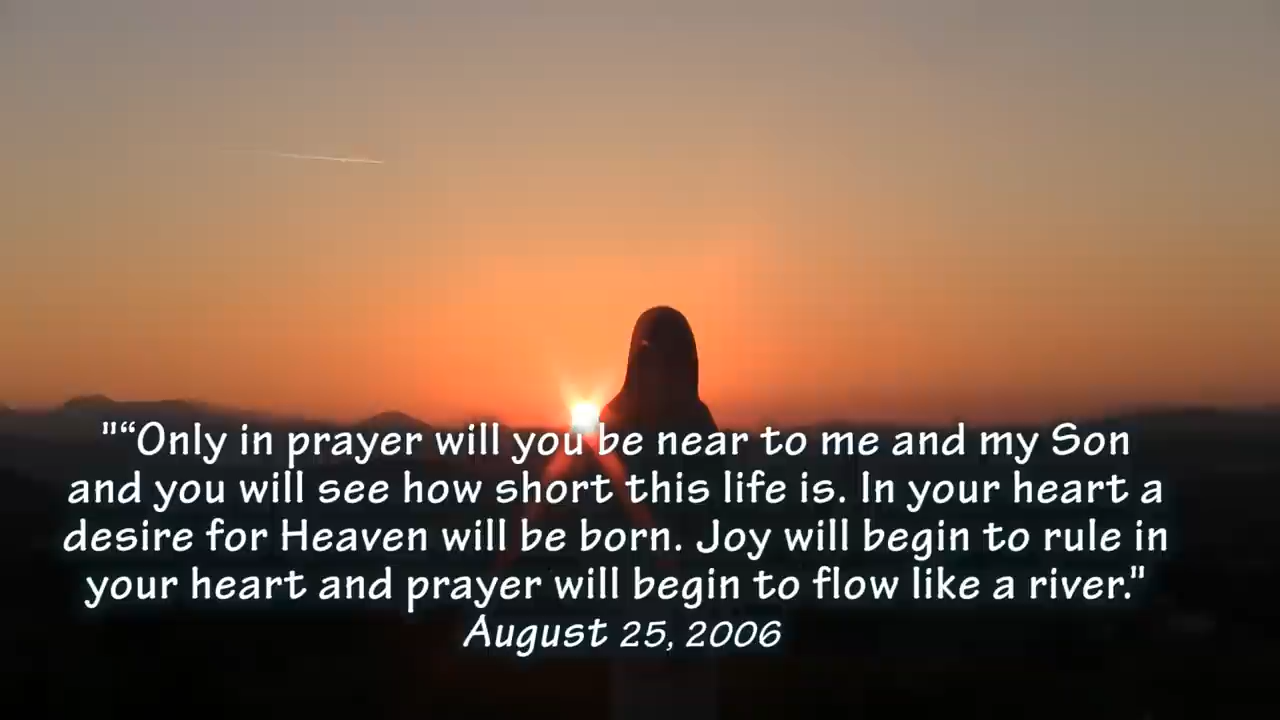 "“Only in prayer will you be near to me and my Son
and you will see how short this life is. In your heart a
desire for Heaven will be born. Joy will begin to rule in
your heart and prayer will begin to flow like a river."
August 25, 2006